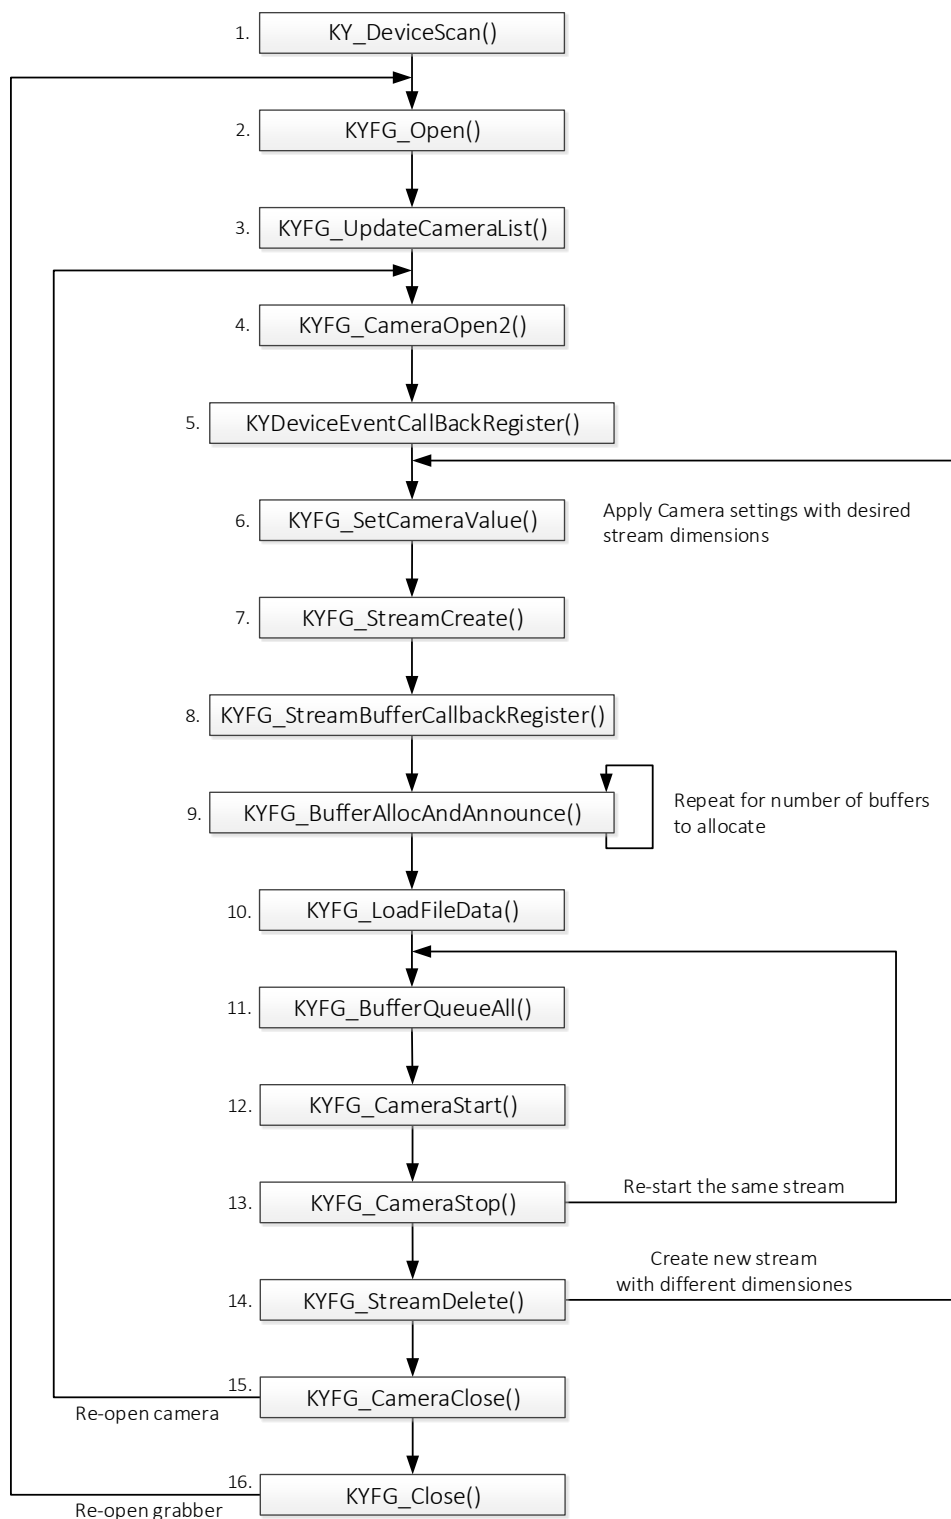 1. KY_DeviceScan()
2. KYFG_Open()
3. KYFG_UpdateCameraList()
4. KYFG_CameraOpen2()
5. KYDeviceEventCallBackRegister()
6. KYFG_SetCameraValue()
Apply Camera settings with desired
stream dimensions
7. KYFG_StreamCreate()
8. KYFG_StreamBufferCallbackRegister()
9. KYFG_BufferAllocAndAnnounce()
Repeat for number of buffers
to allocate
10. KYFG_LoadFileData()
11. KYFG_BufferQueueAll()
12. KYFG_CameraStart()
13. KYFG_CameraStop()
Re-start the same stream
Create new stream
with different dimensiones
14. KYFG_StreamDelete()
15. KYFG_CameraClose()
Re-open camera
16. KYFG_Close()
Re-open grabber